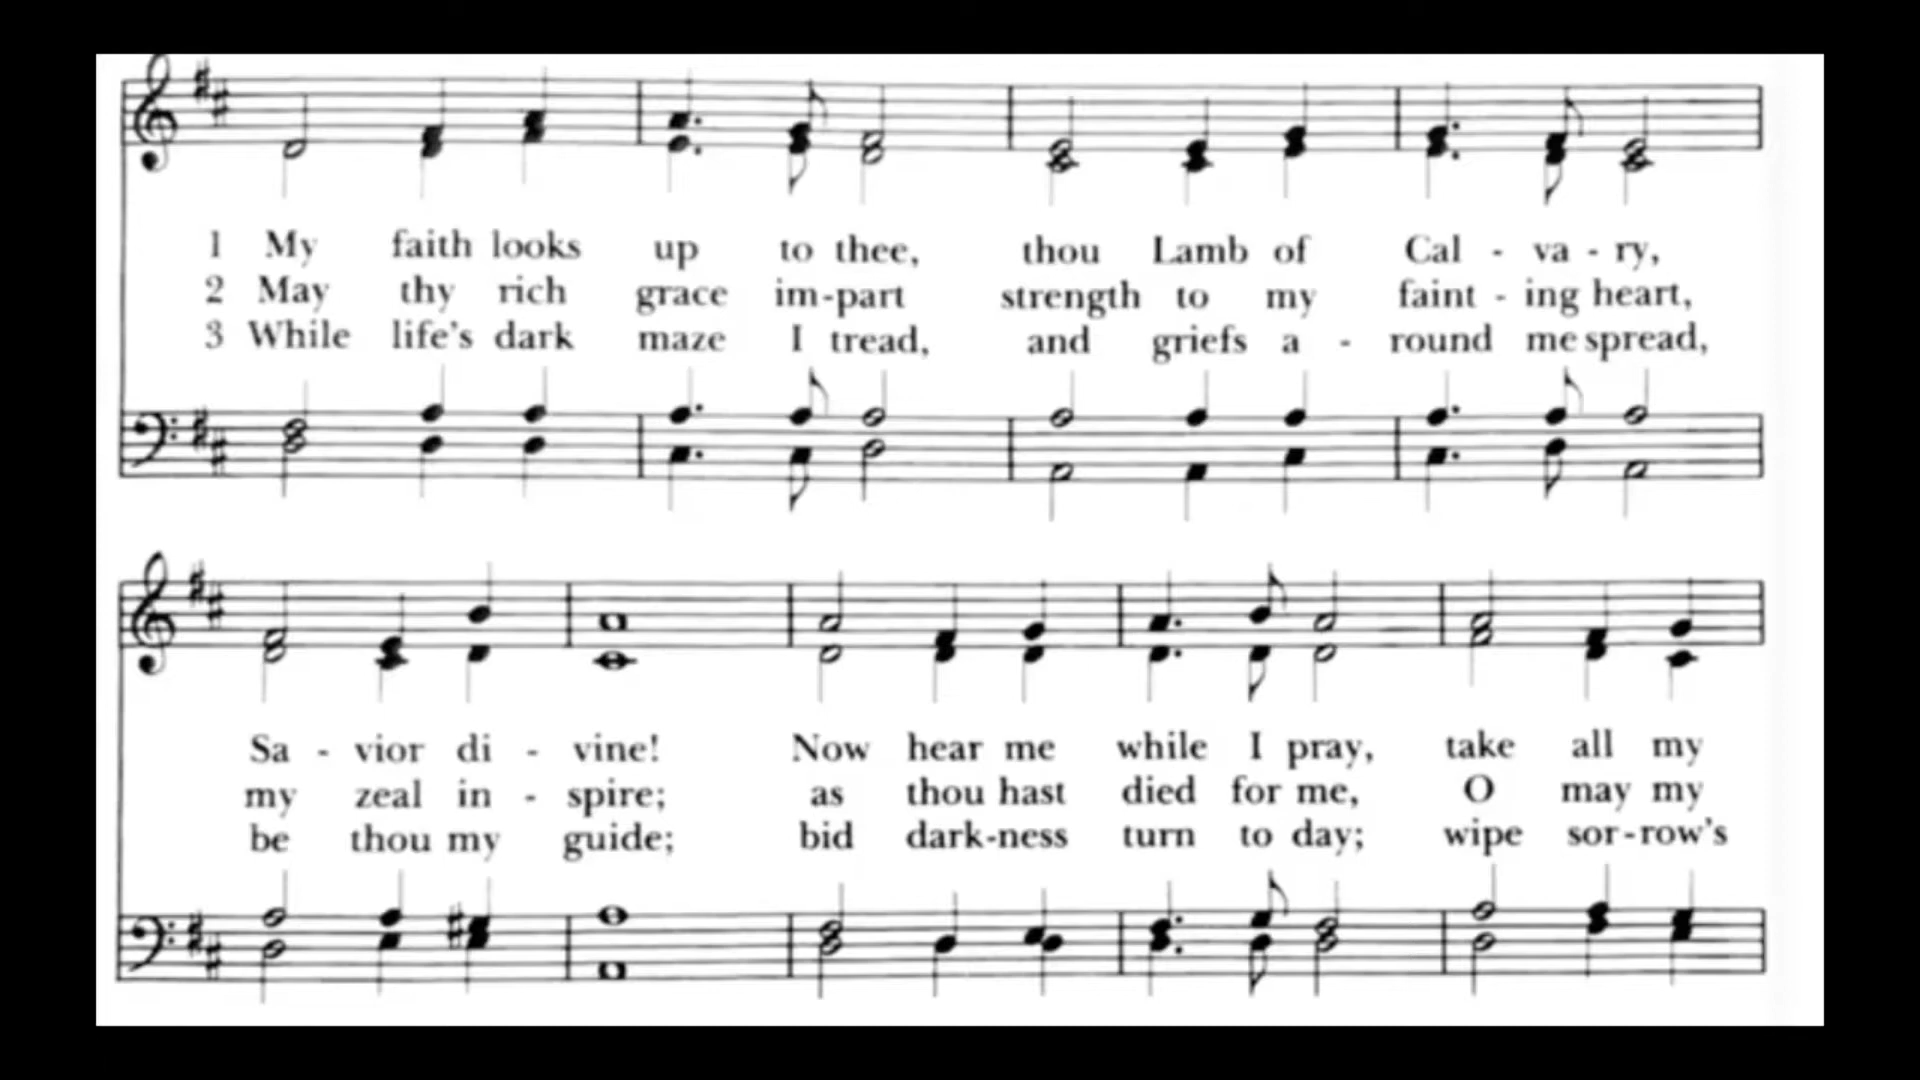 1 My faith looks up to thee, thou Lamb of Cal - va - ry,
2 May thy rich grace im-part strength to my faint - ing heart,
3 While life's dark maze I tread, and griefs a - round me spread,
Sa - vior di - vine! Now hear me while I pray, take all my
my zeal in - spire; as thou hast died for me, O may my
be thou my guide; bid dark-ness turn to day; wipe sor-row's